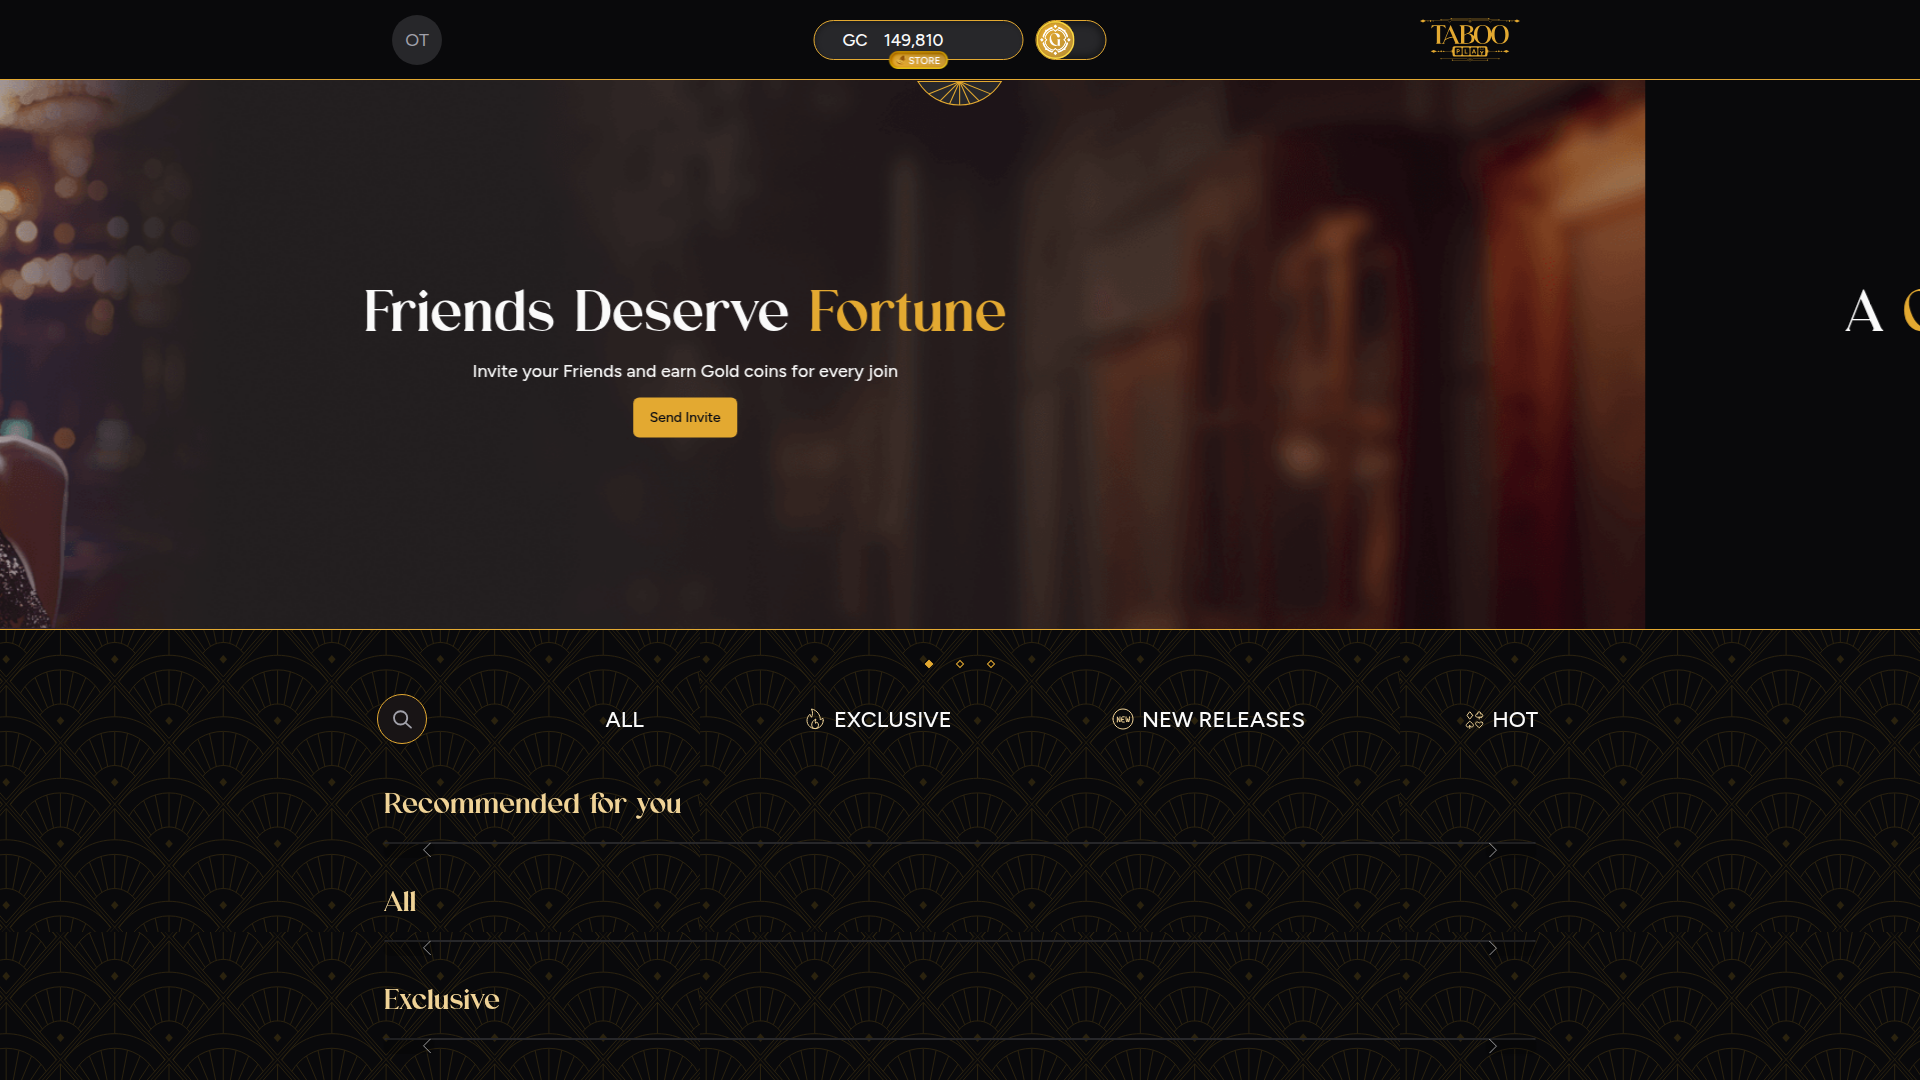 OT
GC 149,810
STORE
G
TABOO
PLAY
Friends Deserve Fortune
Invite your Friends and earn Gold coins for every join
Send Invite
A
ALL
EXCLUSIVE
NEW
NEW RELEASES
HOT
Recommended for you
All
Exclusive